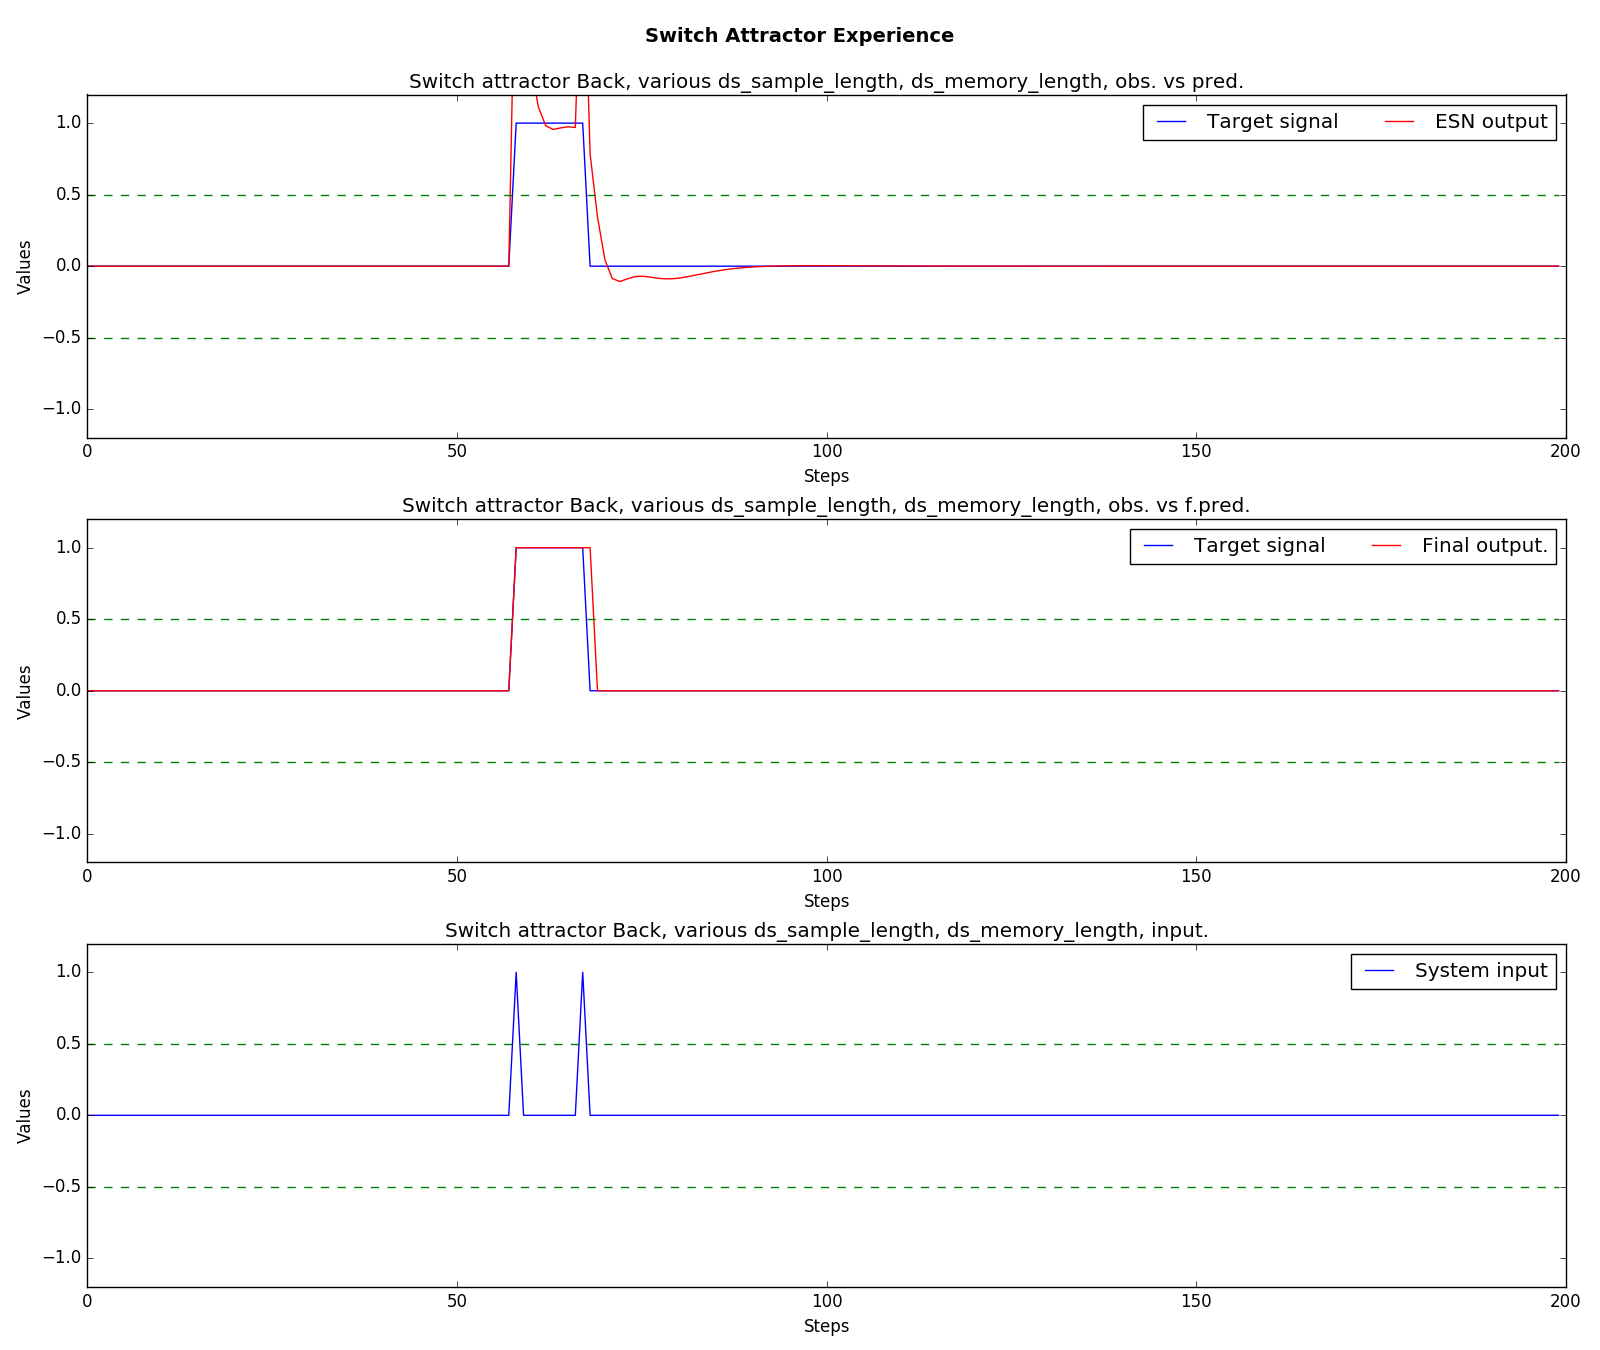 Switch Attractor Experience
Switch attractor Back, various ds_sample_length, ds_memory_length, obs. vs pred.
Target signal ESN output
1.0
0.5
0.0
−0.5
−1.0
Values
0 50 100 150 200
Steps
Switch attractor Back, various ds_sample_length, ds_memory_length, obs. vs f.pred.
Target signal Final output.
1.0
0.5
0.0
−0.5
−1.0
Values
0 50 100 150 200
Steps
Switch attractor Back, various ds_sample_length, ds_memory_length, input.
System input
1.0
0.5
0.0
−0.5
−1.0
Values
0 50 100 150 200
Steps